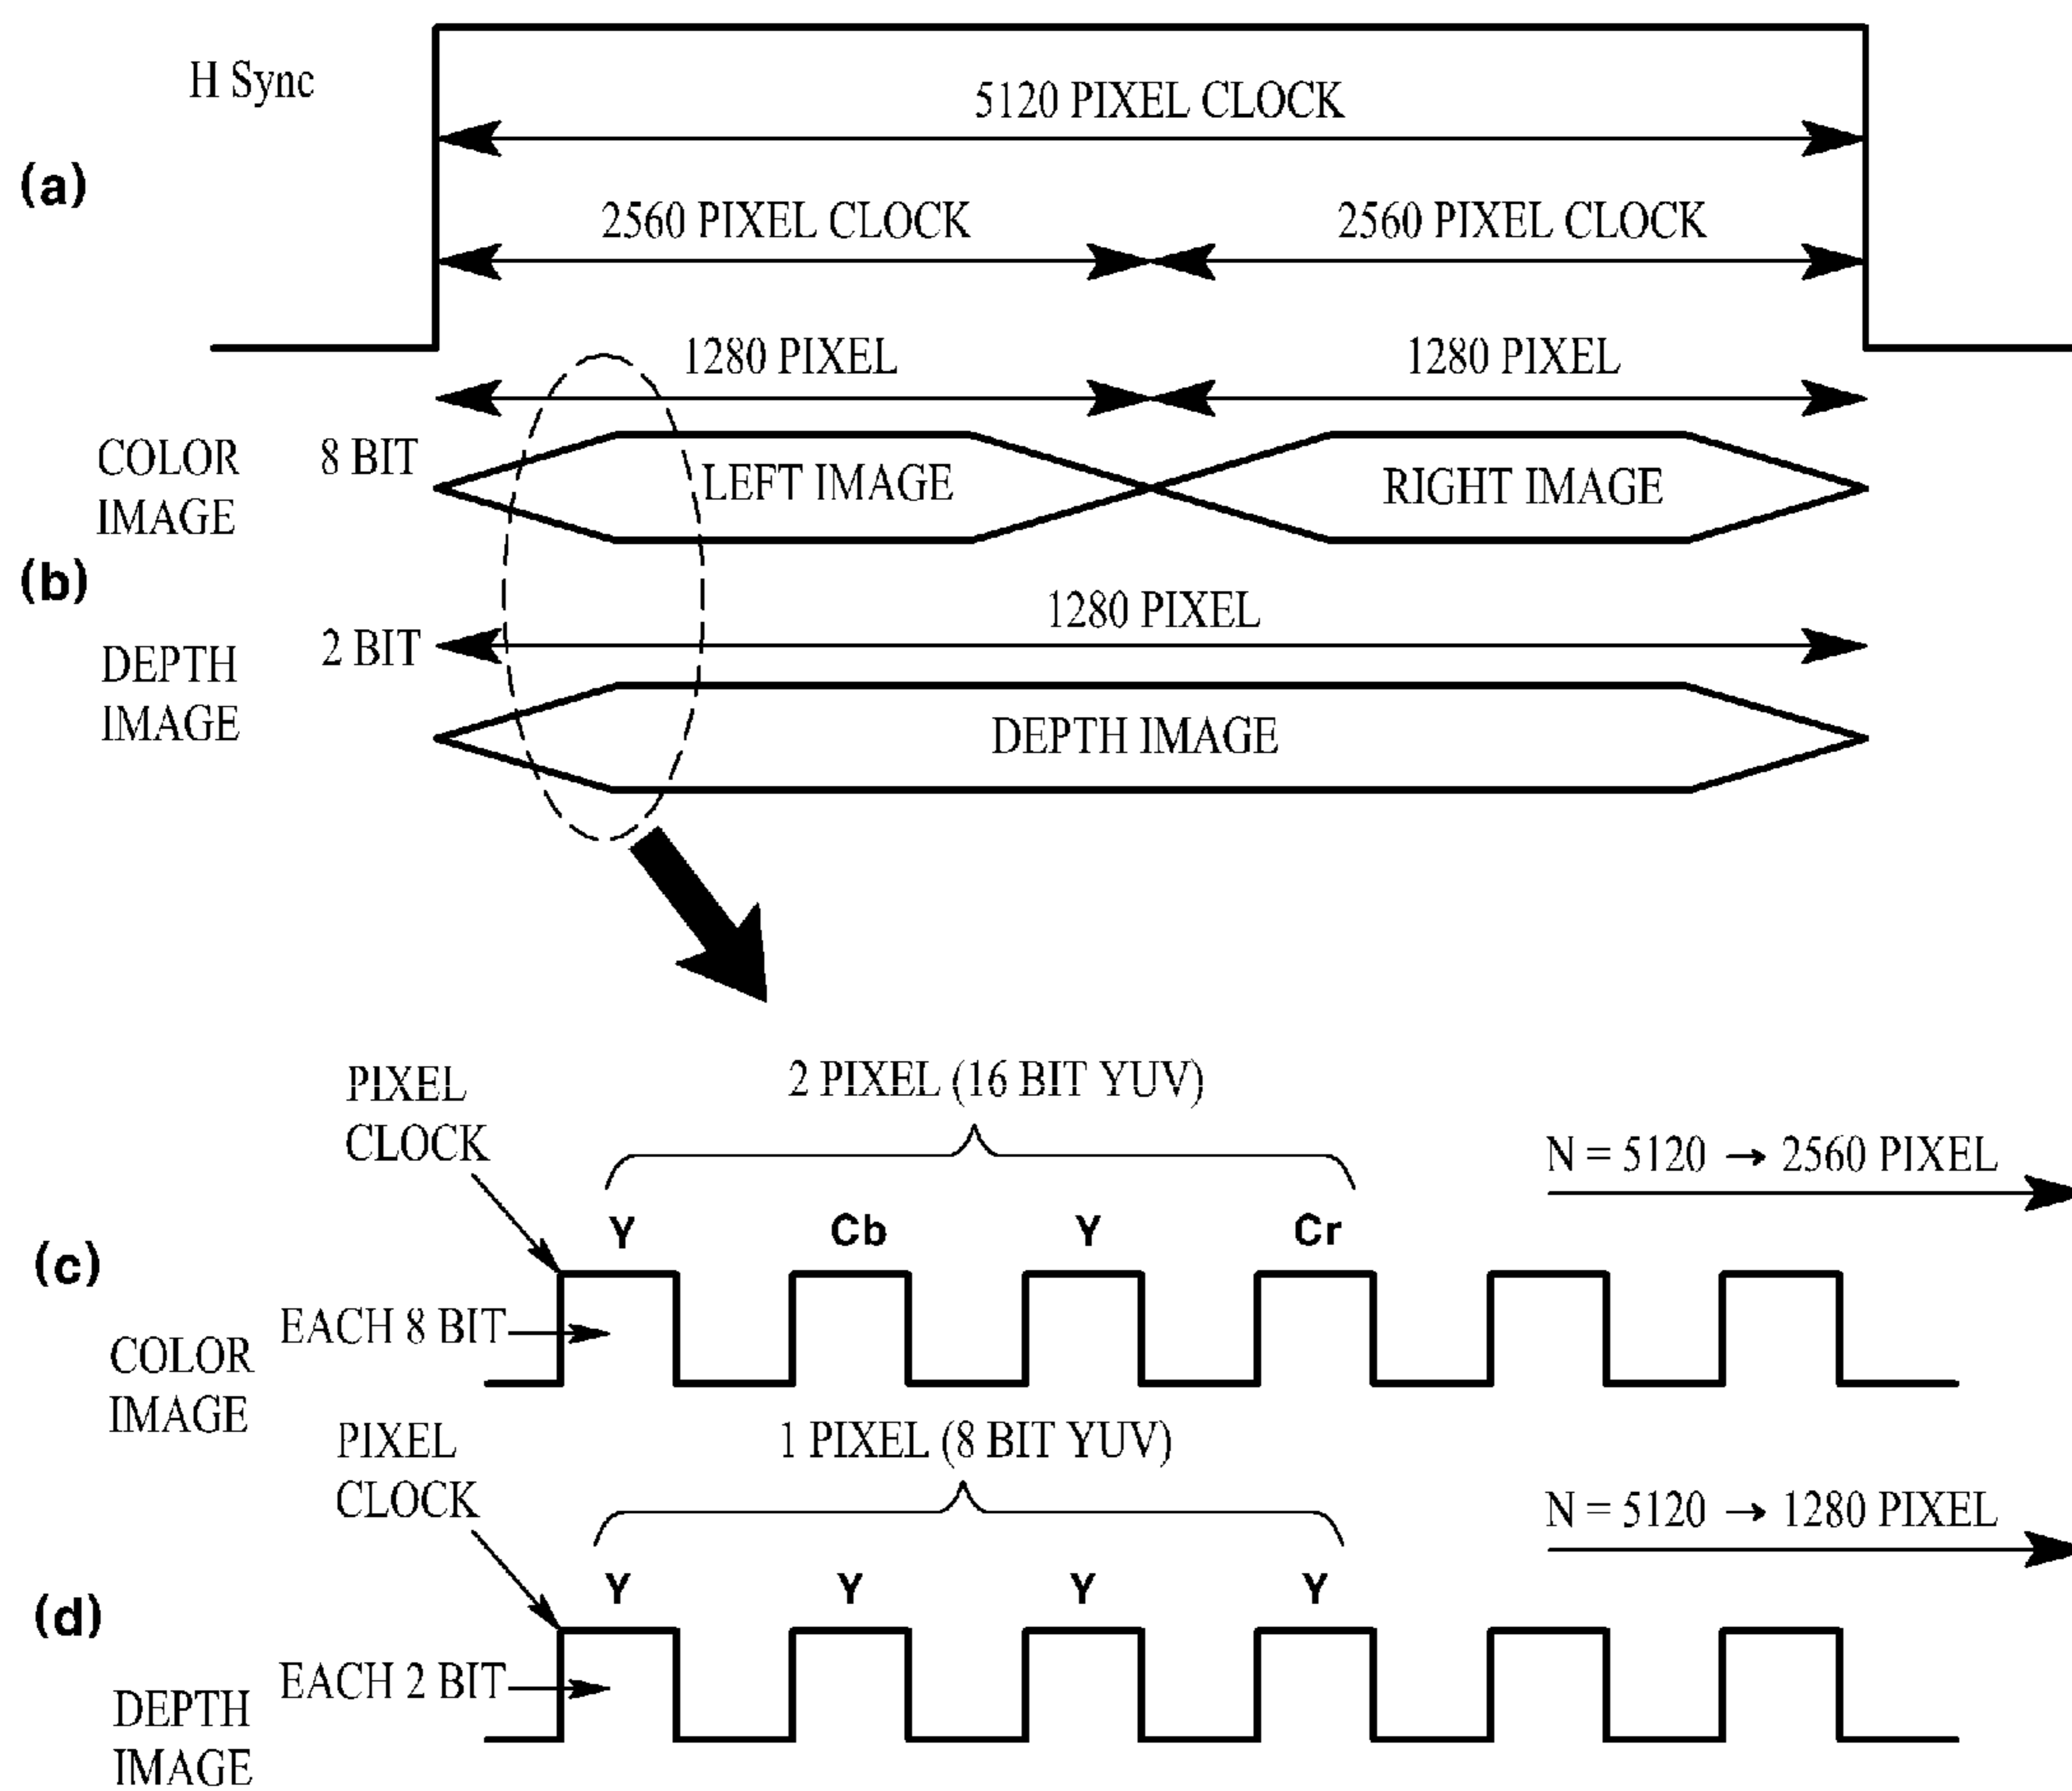 H Sync
5120 PIXEL CLOCK
(a)
2560 PIXEL CLOCK
2560 PIXEL CLOCK
1280 PIXEL
1280 PIXEL
COLOR
IMAGE
8 BIT
LEFT IMAGE
RIGHT IMAGE
(b)
1280 PIXEL
DEPTH
IMAGE
2 BIT
DEPTH IMAGE
PIXEL
CLOCK
2 PIXEL (16 BIT YUV)
N = 5120 → 2560 PIXEL
Y Cb Y Cr
(c)
EACH 8 BIT
COLOR
IMAGE
PIXEL
CLOCK
1 PIXEL (8 BIT YUV)
N = 5120 → 1280 PIXEL
Y Y Y Y
(d)
EACH 2 BIT
DEPTH
IMAGE